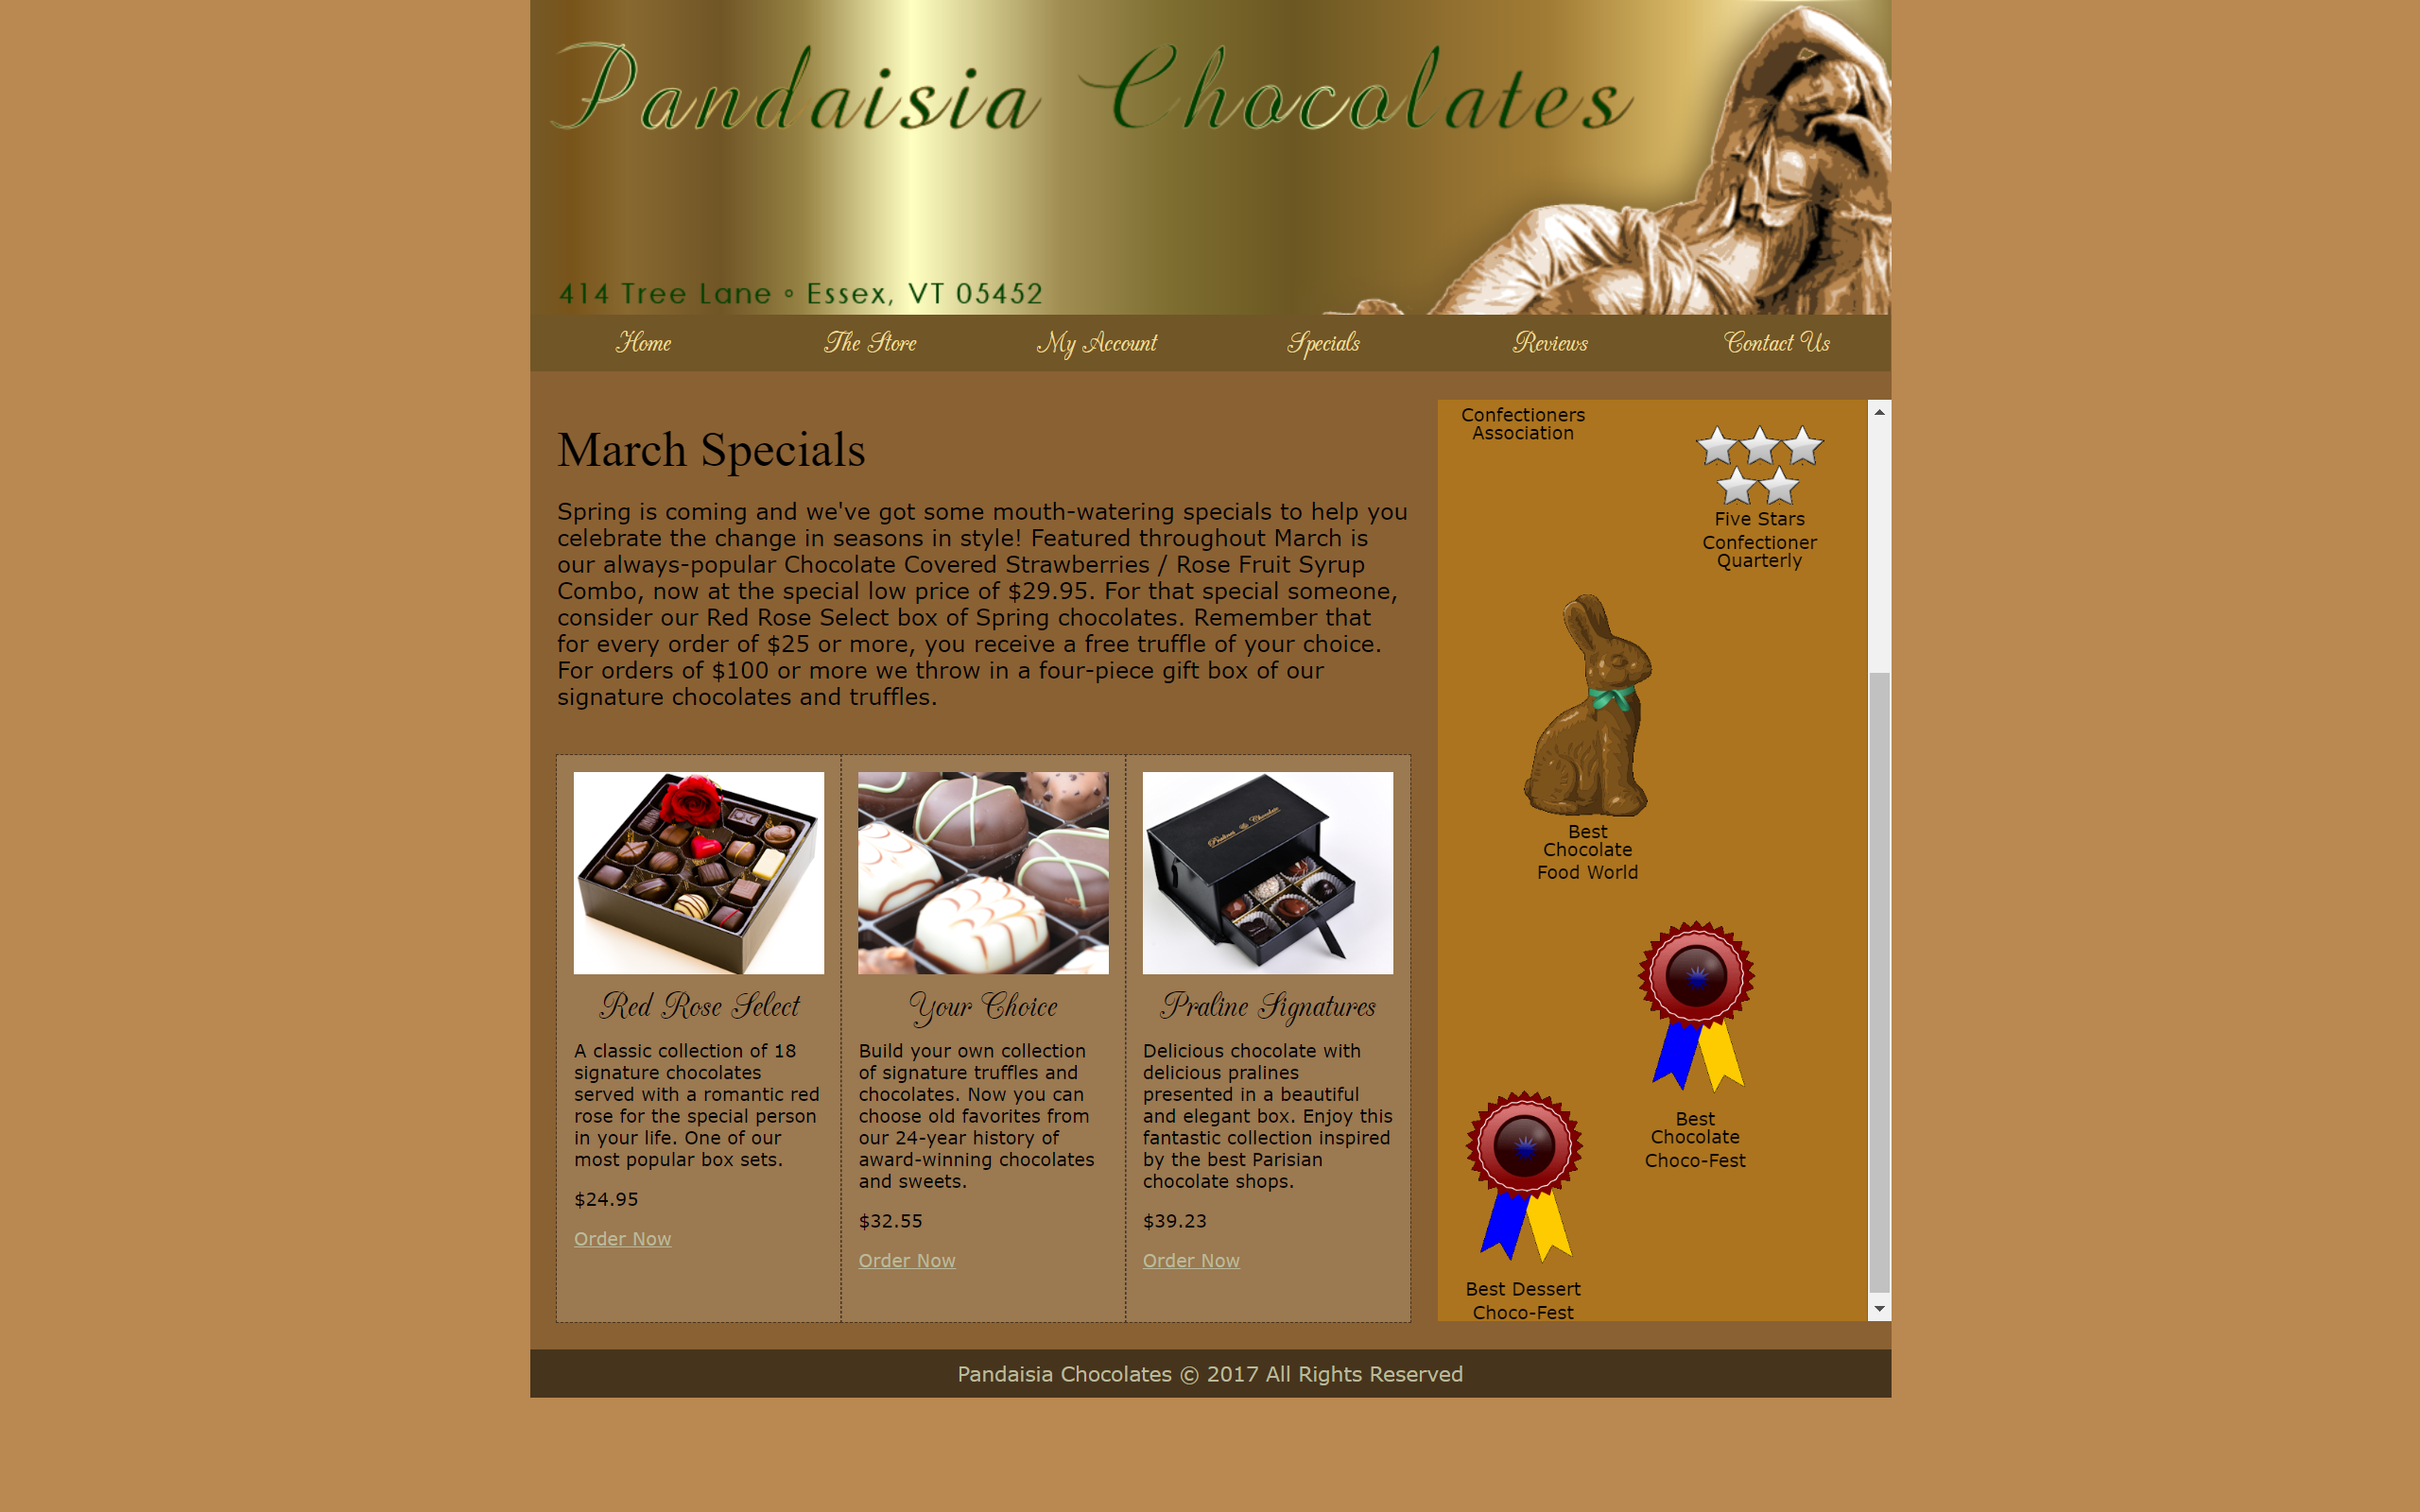 Pandaisia Chocolates
414 Tree Lane ◦ Essex, VT 05452
Home The Store My Account Specials Reviews Contact Us
March Specials
Spring is coming and we've got some mouth-watering specials to help you
celebrate the change in seasons in style! Featured throughout March is
our always-popular Chocolate Covered Strawberries / Rose Fruit Syrup
Combo, now at the special low price of $29.95. For that special someone,
consider our Red Rose Select box of Spring chocolates. Remember that
for every order of $25 or more, you receive a free truffle of your choice.
For orders of $100 or more we throw in a four-piece gift box of our
signature chocolates and truffles.
Red Rose Select
A classic collection of 18
signature chocolates
served with a romantic red
rose for the special person
in your life. One of our
most popular box sets.
$24.95
Order Now
Your Choice
Build your own collection
of signature truffles and
chocolates. Now you can
choose old favorites from
our 24-year history of
award-winning chocolates
and sweets.
$32.55
Order Now
Pralines & Chocolate
Praline Signatures
Delicious chocolate with
delicious pralines
presented in a beautiful
and elegant box. Enjoy this
fantastic collection inspired
by the best Parisian
chocolate shops.
$39.23
Order Now
Confectioners
Association
Five Stars
Confectioner
Quarterly
Best
Chocolate
Food World
Best
Chocolate
Choco-Fest
Best Dessert
Choco-Fest
Pandaisia Chocolates © 2017 All Rights Reserved